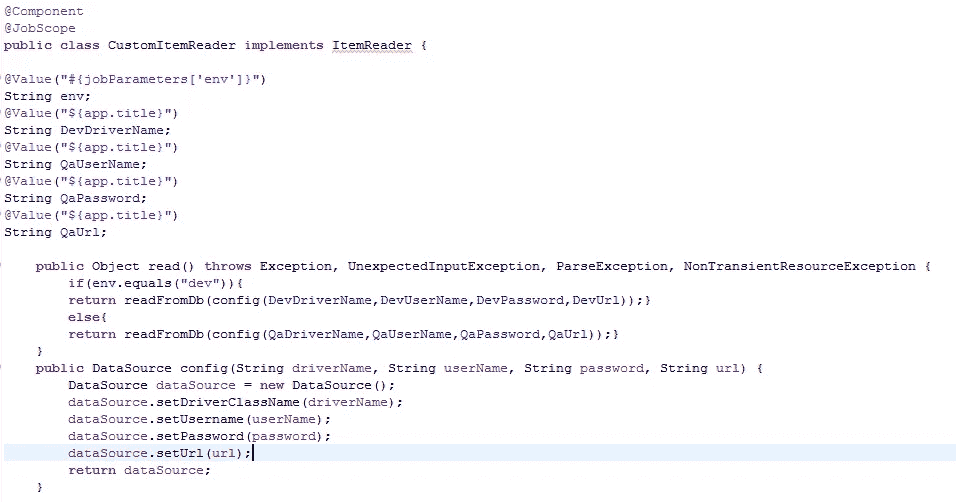 @Component
@JobScope
public class CustomItemReader implements ItemReader {
@Value("#{jobParameters['env']}")
String env;
@Value("${app.title}")
String DevDriverName;
@Value("${app.title}")
String QaUserName;
@Value("${app.title}")
String QaPassword;
@Value("${app.title}")
String QaUrl;
public Object read() throws Exception, UnexpectedInputException, ParseException, NonTransientResourceException {
if(env.equals("dev")){
return readFromDb(config(DevDriverName,DevUserName,DevPassword,DevUrl));}
else{
return readFromDb(config(QaDriverName,QaUserName,QaPassword,QaUrl));}
}
public DataSource config(String driverName, String userName, String password, String url) {
DataSource dataSource = new DataSource();
dataSource.setDriverClassName(driverName);
dataSource.setUsername(userName);
dataSource.setPassword(password);
dataSource.setUrl(url);
return dataSource;
}